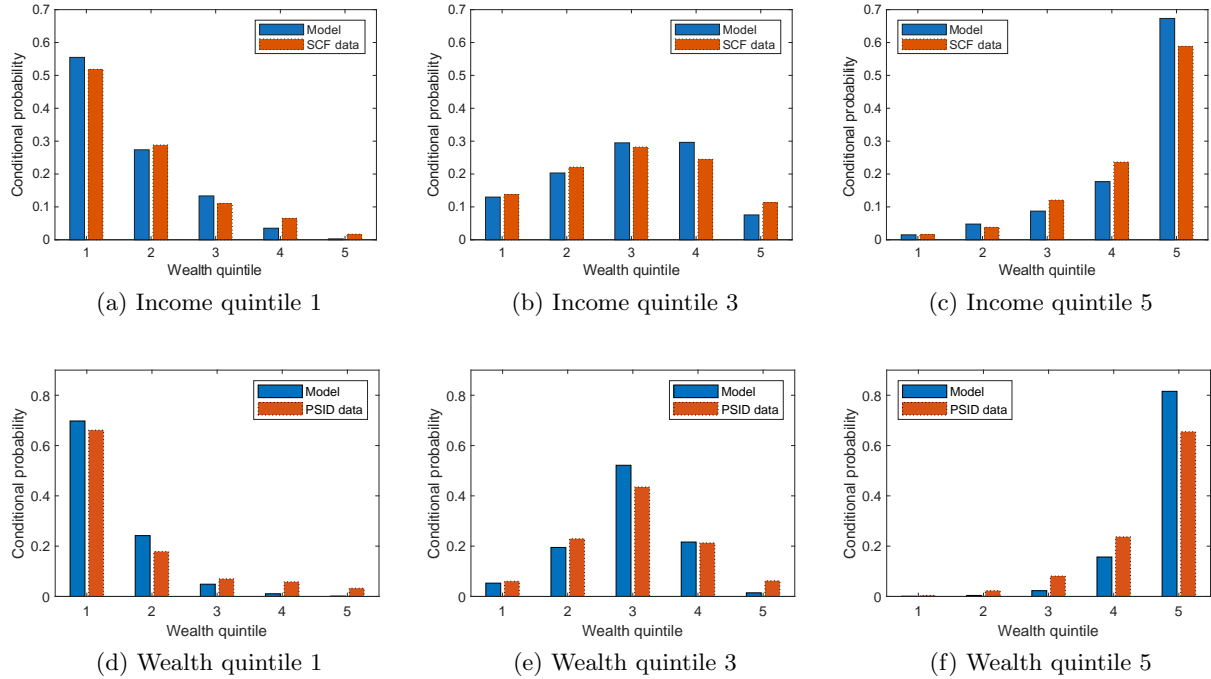 Conditional probability
0.7
0.6
0.5
0.4
0.3
0.2
0.1
0
Model
SCF data
1 2 3 4 5
Wealth quintile
(a) Income quintile 1
Conditional probability
0.7
0.6
0.5
0.4
0.3
0.2
0.1
0
Model
SCF data
1 2 3 4 5
Wealth quintile
(b) Income quintile 3
Conditional probability
0.7
0.6
0.5
0.4
0.3
0.2
0.1
0
Model
SCF data
1 2 3 4 5
Wealth quintile
(c) Income quintile 5
Conditional probability
0.8
0.6
0.4
0.2
0
Model
PSID data
1 2 3 4 5
Wealth quintile
(d) Wealth quintile 1
Conditional probability
0.8
0.6
0.4
0.2
0
Model
PSID data
1 2 3 4 5
Wealth quintile
(e) Wealth quintile 3
Conditional probability
0.8
0.6
0.4
0.2
0
Model
PSID data
1 2 3 4 5
Wealth quintile
(f) Wealth quintile 5